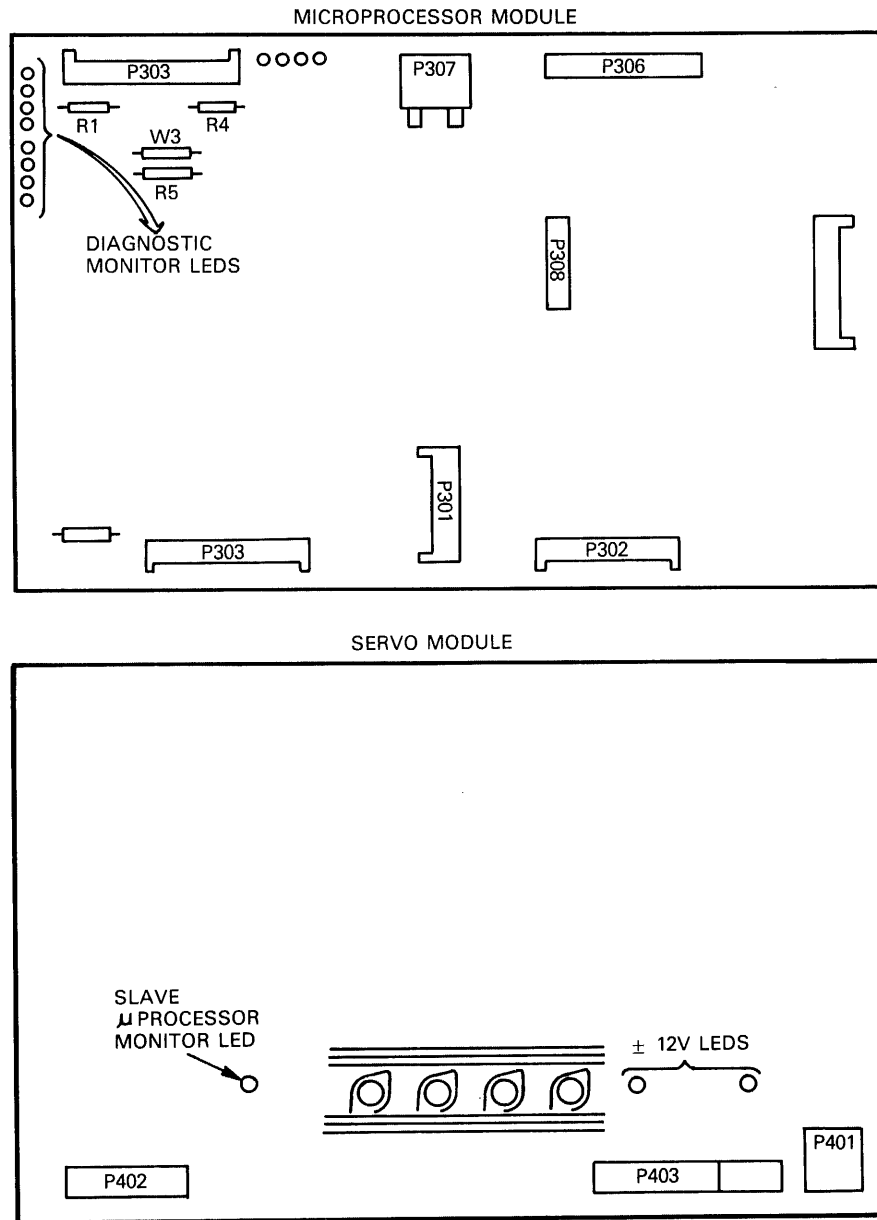 MICROPROCESSOR MODULE
P303
P307
P306
R1
R4
W3
R5
DIAGNOSTIC
MONITOR LEDS
P308
P301
P303
P302
SERVO MODULE
SLAVE
µ PROCESSOR
MONITOR LED
± 12V LEDS
P401
P402
P403